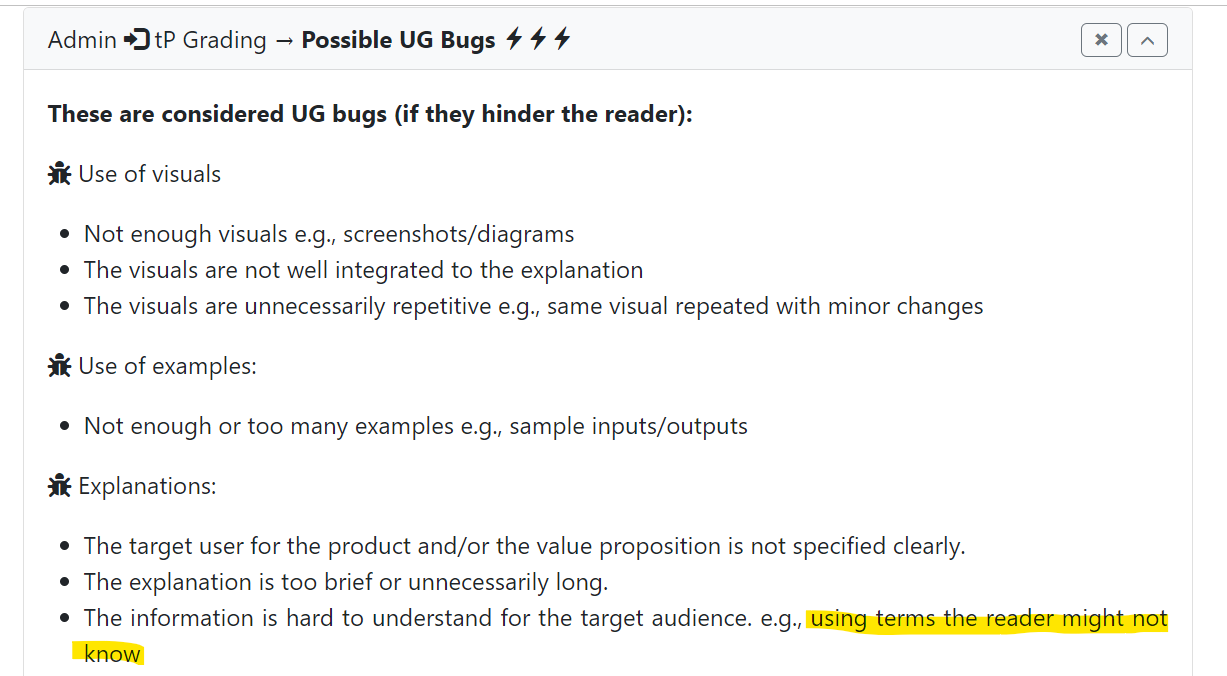 Admin tP Grading → Possible UG Bugs
These are considered UG bugs (if they hinder the reader):
Use of visuals
• Not enough visuals e.g., screenshots/diagrams
• The visuals are not well integrated to the explanation
• The visuals are unnecessarily repetitive e.g., same visual repeated with minor changes
Use of examples:
• Not enough or too many examples e.g., sample inputs/outputs
Explanations:
• The target user for the product and/or the value proposition is not specified clearly.
• The explanation is too brief or unnecessarily long.
• The information is hard to understand for the target audience. e.g., using terms the reader might not
know